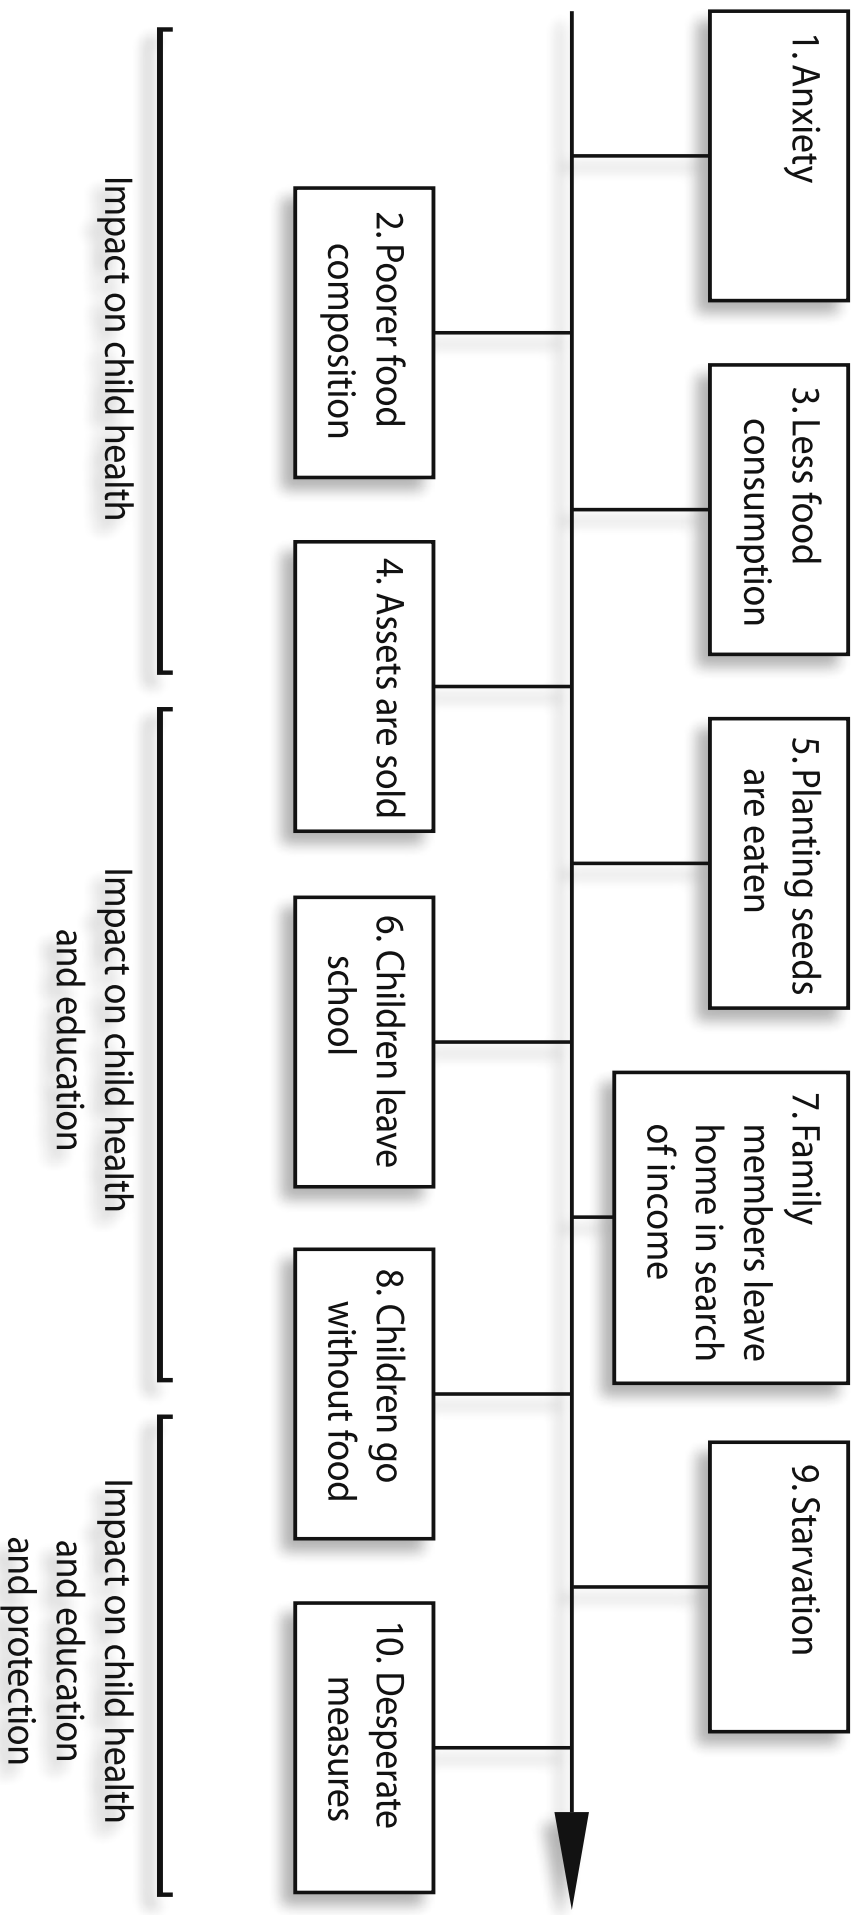 1. Anxiety
2. Poorer food
composition
3. Less food
consumption
4. Assets are sold
5. Planting seeds
are eaten
6. Children leave
school
7. Family
members leave
home in search
of income
8. Children go
without food
9. Starvation
10. Desperate
measures
Impact on child health
Impact on child health
and education
Impact on child health
and education
and protection